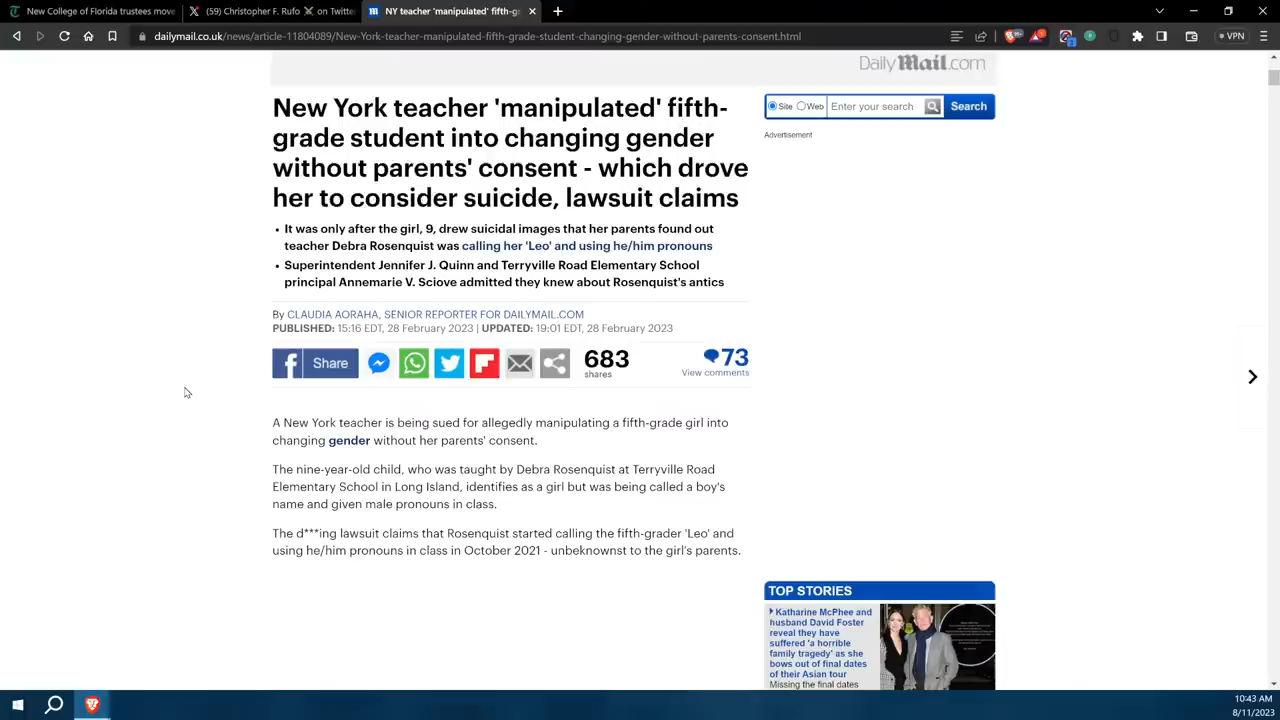 New College of Florida trustees move
(59) Christopher F. Rufo ⚔ on Twitt
NY teacher 'manipulated' fifth-g
dailymail.co.uk/news/article-11804089/New-York-teacher-manipulated-fifth-grade-student-changing-gender-without-parents-consent.html
VPN
DailyMail.com
New York teacher 'manipulated' fifth-
grade student into changing gender
without parents' consent - which drove
her to consider suicide, lawsuit claims
• It was only after the girl, 9, drew suicidal images that her parents found out
teacher Debra Rosenquist was calling her 'Leo' and using he/him pronouns
• Superintendent Jennifer J. Quinn and Terryville Road Elementary School
principal Annemarie V. Sciove admitted they knew about Rosenquist's antics
By CLAUDIA AORAHA, SENIOR REPORTER FOR DAILYMAIL.COM
PUBLISHED: 15:16 EDT, 28 February 2023 | UPDATED: 19:01 EDT, 28 February 2023
Share
683
shares
73
View comments
A New York teacher is being sued for allegedly manipulating a fifth-grade girl into
changing gender without her parents' consent.
The nine-year-old child, who was taught by Debra Rosenquist at Terryville Road
Elementary School in Long Island, identifies as a girl but was being called a boy's
name and given male pronouns in class.
The d***ing lawsuit claims that Rosenquist started calling the fifth-grader 'Leo' and
using he/him pronouns in class in October 2021 - unbeknownst to the girl's parents.
Site Web Enter your search Search
Advertisement
TOP STORIES
Katharine McPhee and
husband David Foster
reveal they have
suffered 'a horrible
family tragedy' as she
bows out of final dates
of their Asian tour
Missing the final dates
10:43 AM
8/11/2023